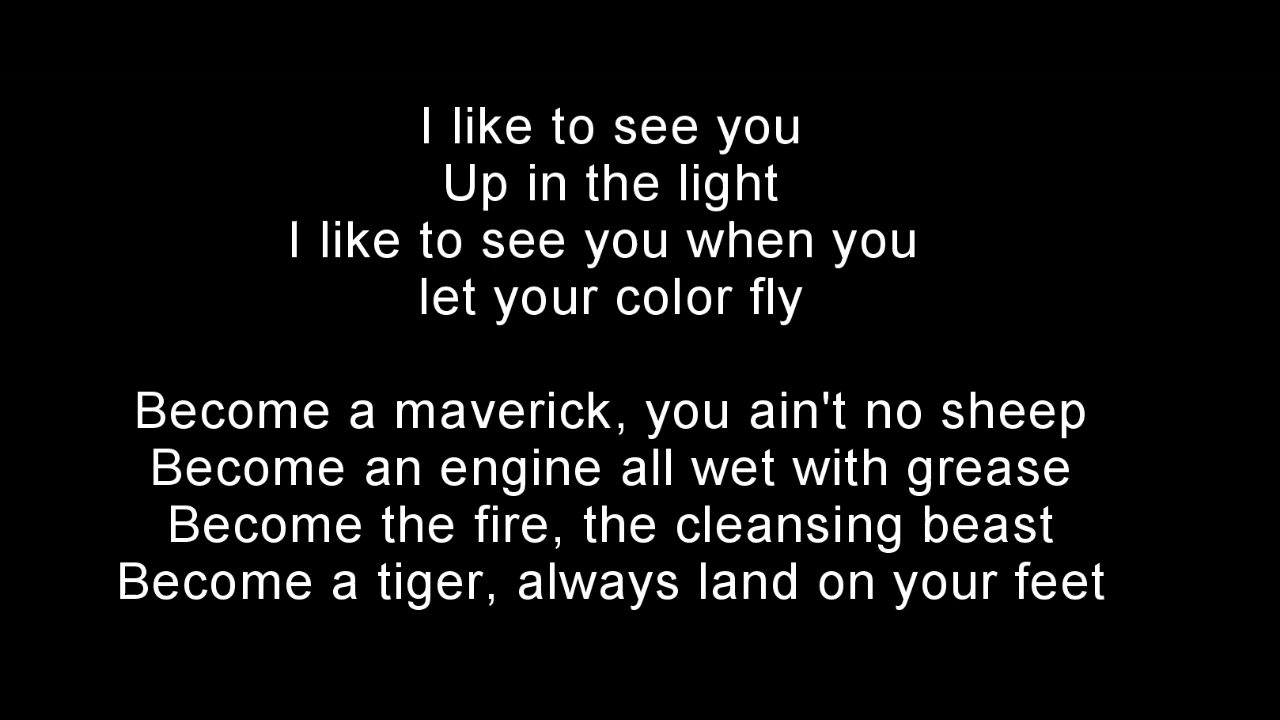 I like to see you
Up in the light
I like to see you when you
let your color fly
Become a maverick, you ain't no sheep
Become an engine all wet with grease
Become the fire, the cleansing beast
Become a tiger, always land on your feet